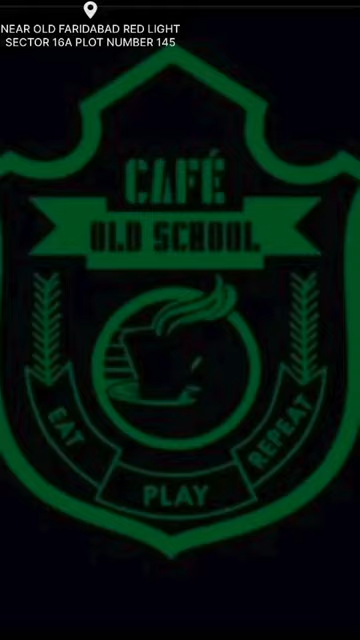 NEAR OLD FARIDABAD RED LIGHT
SECTOR 16A PLOT NUMBER 145
CAFÉ
OLD SCHOOL
EAT
PLAY
REPEAT